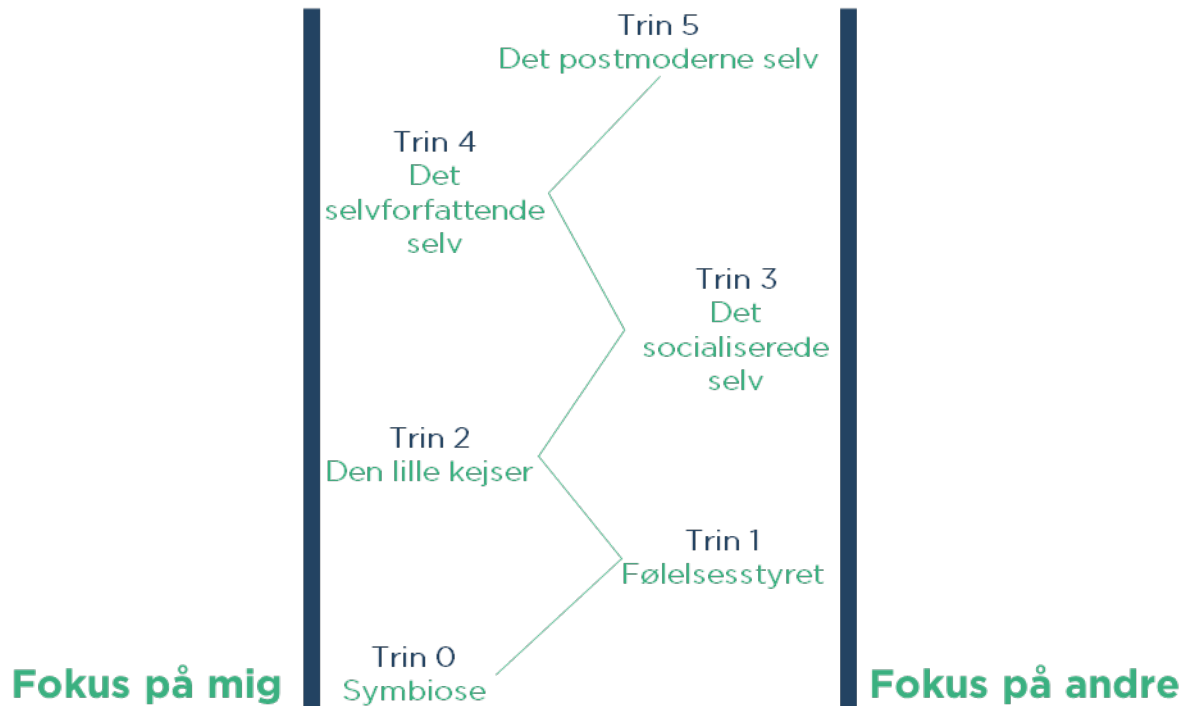 Trin 5
Det postmoderne selv
Trin 4
Det
selvforfattende
selv
Trin 3
Det
socialiserede
selv
Trin 2
Den lille kejser
Trin 1
Følelsesstyret
Trin 0
Symbiose
Fokus på mig
Fokus på andre